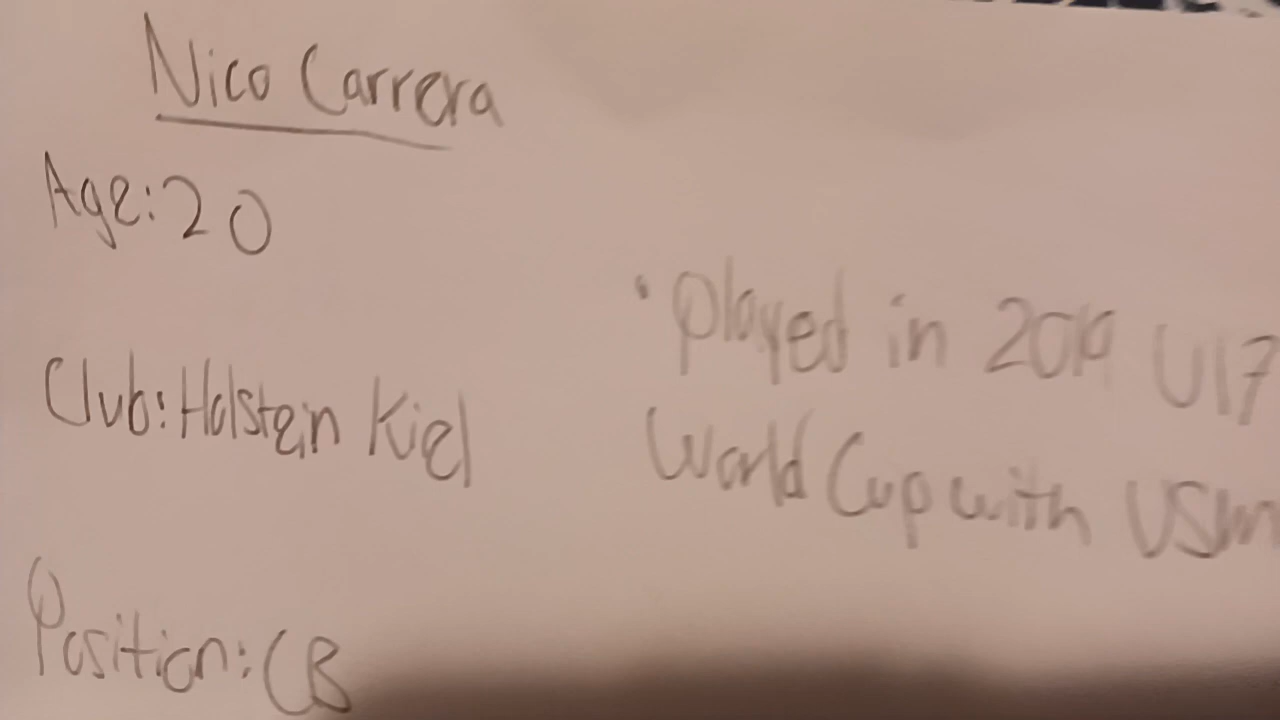 Nico Carrera
Age: 20
Club: Holstein Kiel
Position: CB
• Played in 2019 U17
World Cup with